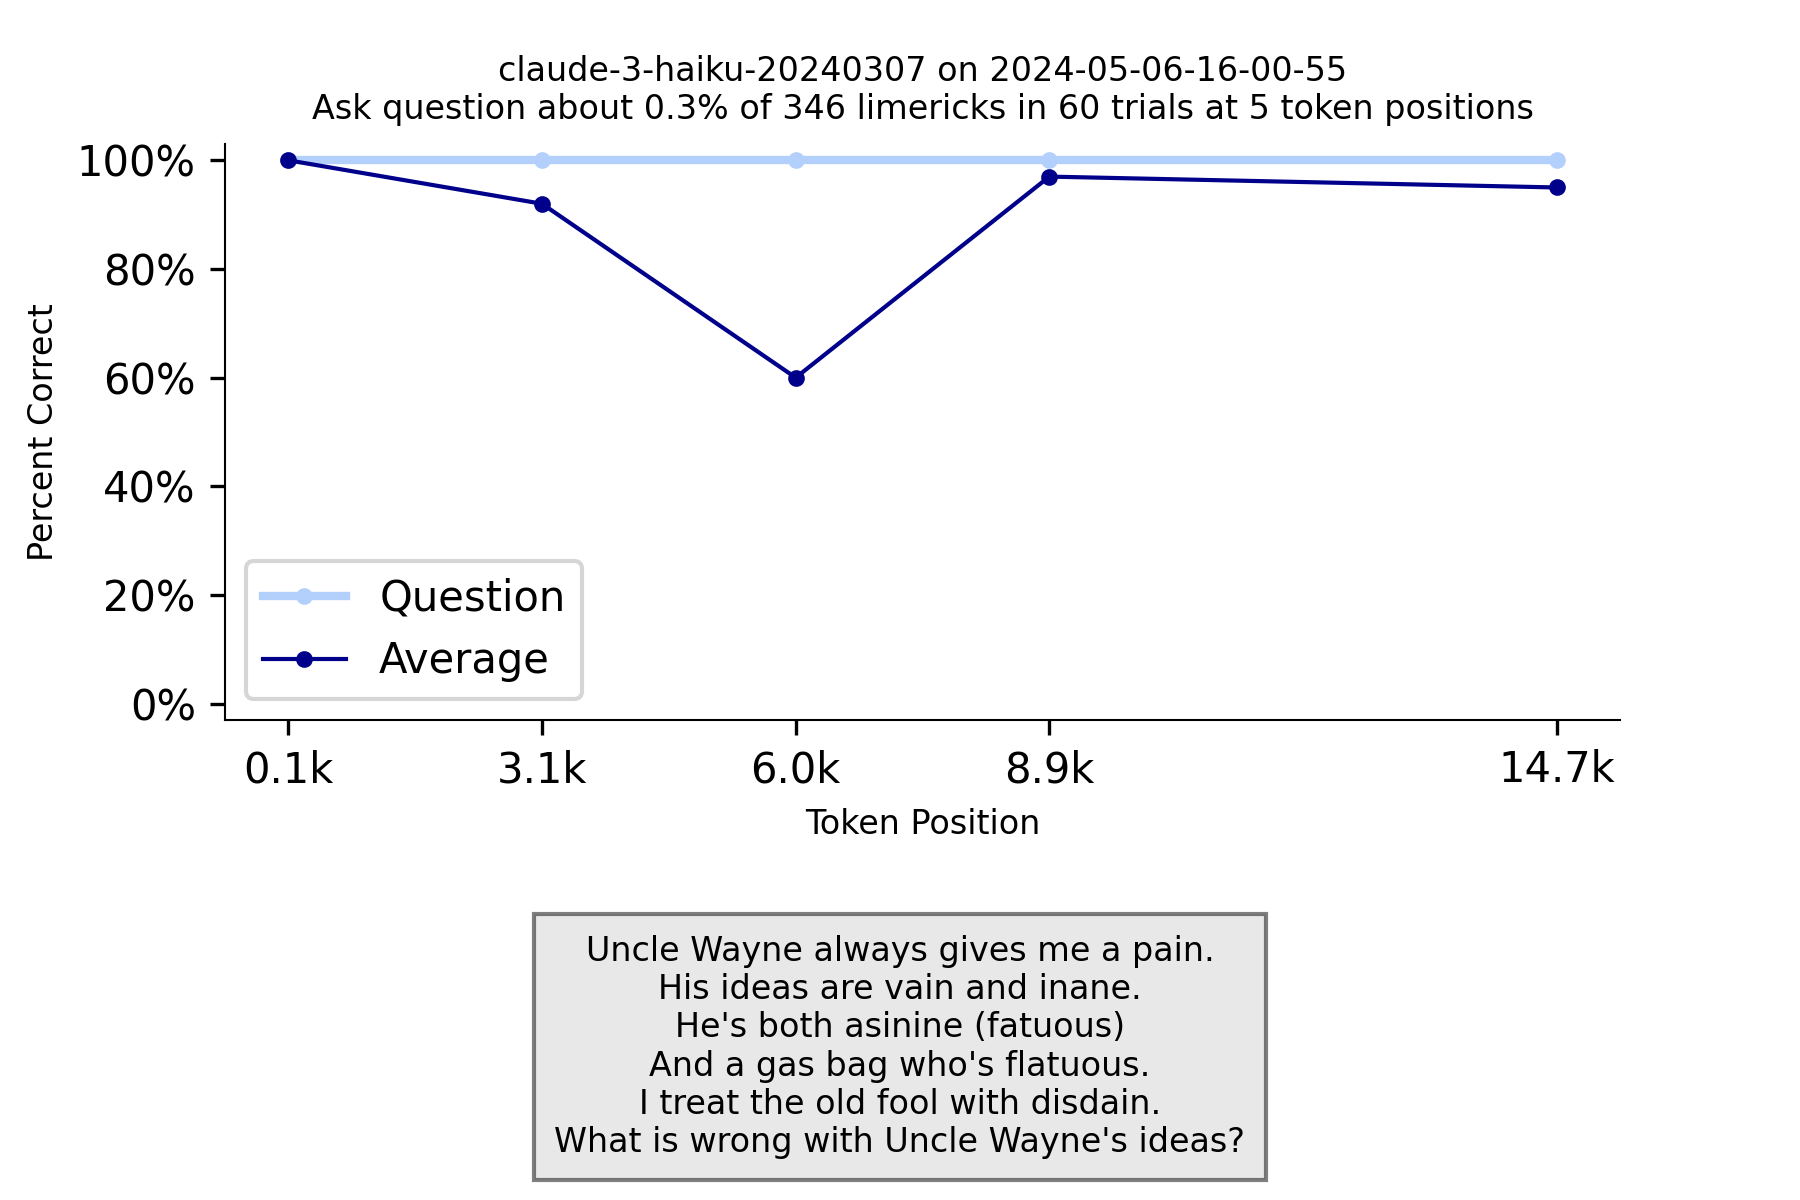 claude-3-haiku-20240307 on 2024-05-06-16-00-55
Ask question about 0.3% of 346 limericks in 60 trials at 5 token positions
100%
80%
60%
40%
20%
0%
Percent Correct
Question
Average
0.1k 3.1k 6.0k 8.9k 14.7k
Token Position
Uncle Wayne always gives me a pain.
His ideas are vain and inane.
He's both asinine (fatuous)
And a gas bag who's flatuous.
I treat the old fool with disdain.
What is wrong with Uncle Wayne's ideas?